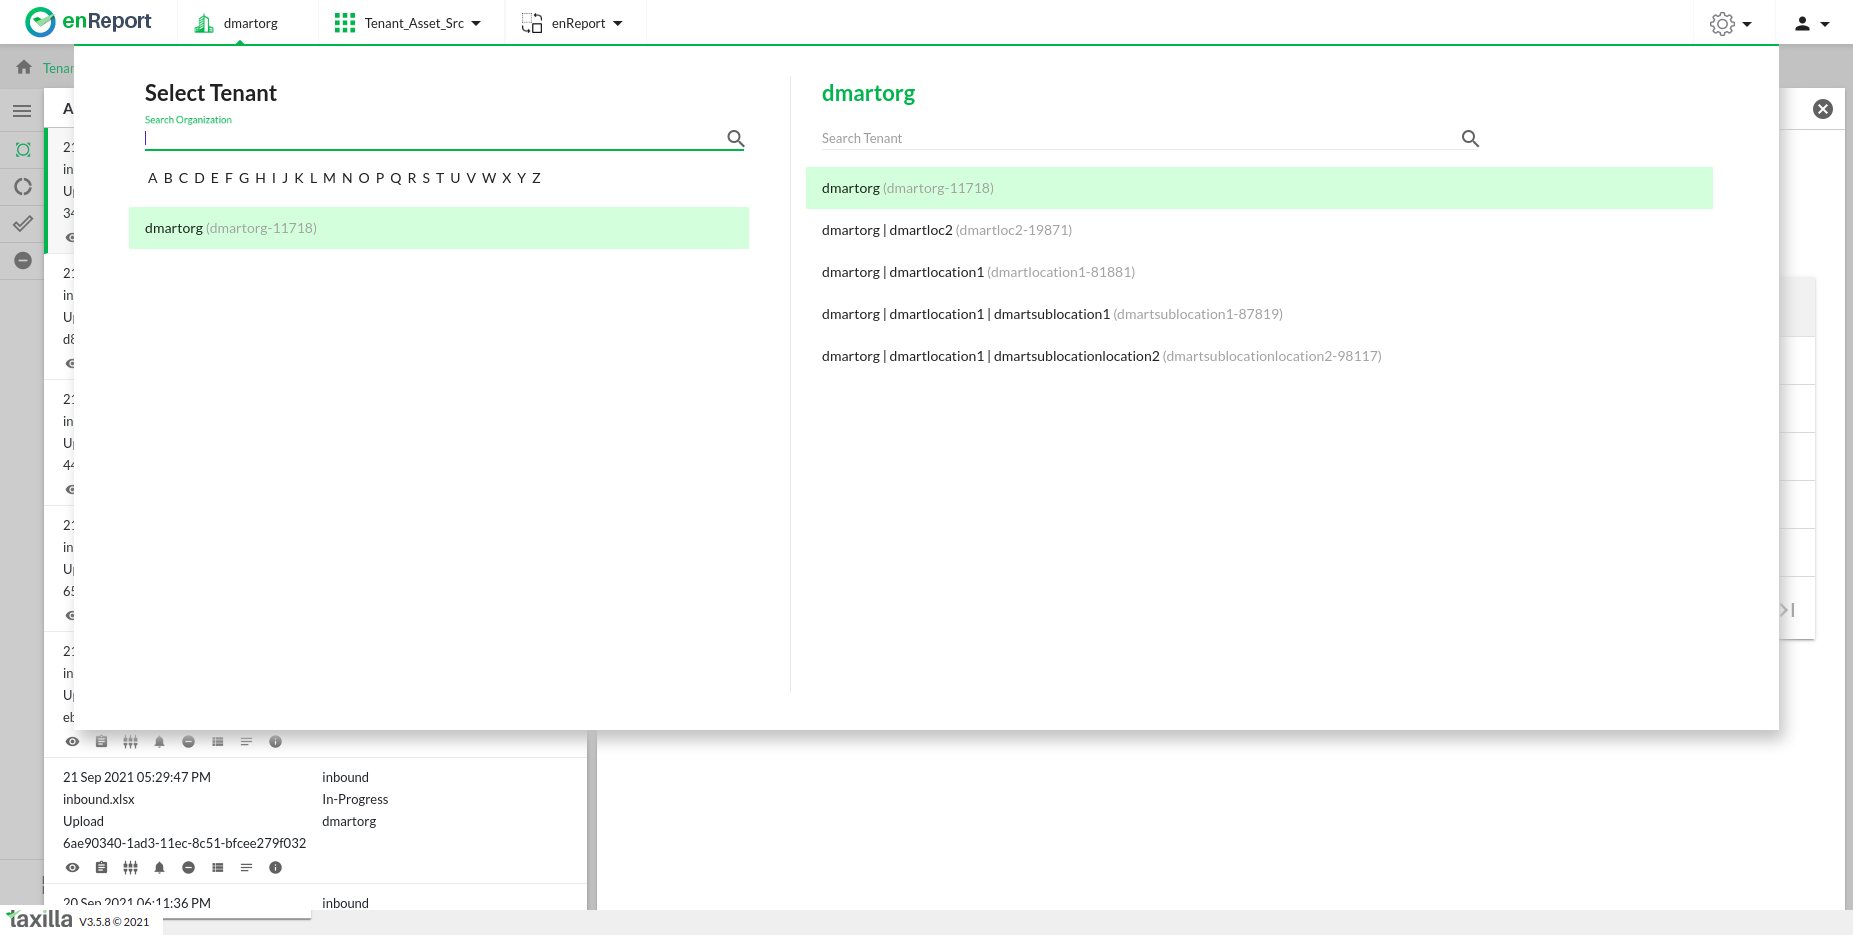 enReport
dmartorg
Tenant_Asset_Src
enReport
Select Tenant
Search Organization
A B C D E F G H I J K L M N O P Q R S T U V W X Y Z
dmartorg (dmartorg-11718)
dmartorg
Search Tenant
dmartorg (dmartorg-11718)
dmartorg | dmartloc2 (dmartloc2-19871)
dmartorg | dmartlocation1 (dmartlocation1-81881)
dmartorg | dmartlocation1 | dmartsublocation1 (dmartsublocation1-87819)
dmartorg | dmartlocation1 | dmartsublocationlocation2 (dmartsublocationlocation2-98117)
21 Sep 2021 05:29:47 PM inbound
inbound.xlsx In-Progress
Upload dmartorg
6ae90340-1ad3-11ec-8c51-bfcee279f032
20 Sep 2021 06:11:36 PM inbound
taxilla V3.5.8 © 2021